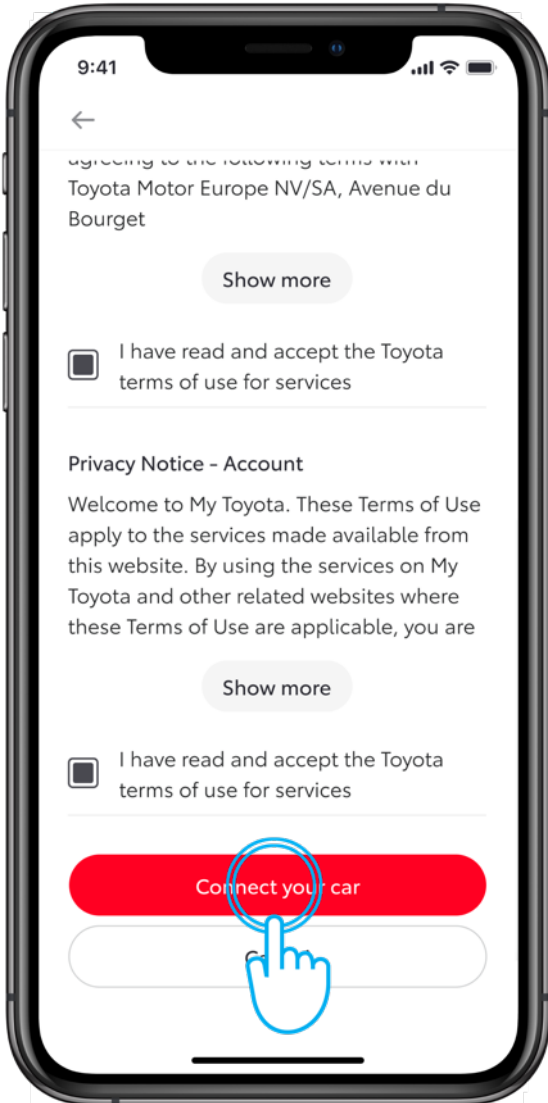 9:41
agreeing to the following terms with
Toyota Motor Europe NV/SA, Avenue du
Bourget
Show more
I have read and accept the Toyota
terms of use for services
Privacy Notice - Account
Welcome to My Toyota. These Terms of Use
apply to the services made available from
this website. By using the services on My
Toyota and other related websites where
these Terms of Use are applicable, you are
Show more
I have read and accept the Toyota
terms of use for services
Connect your car